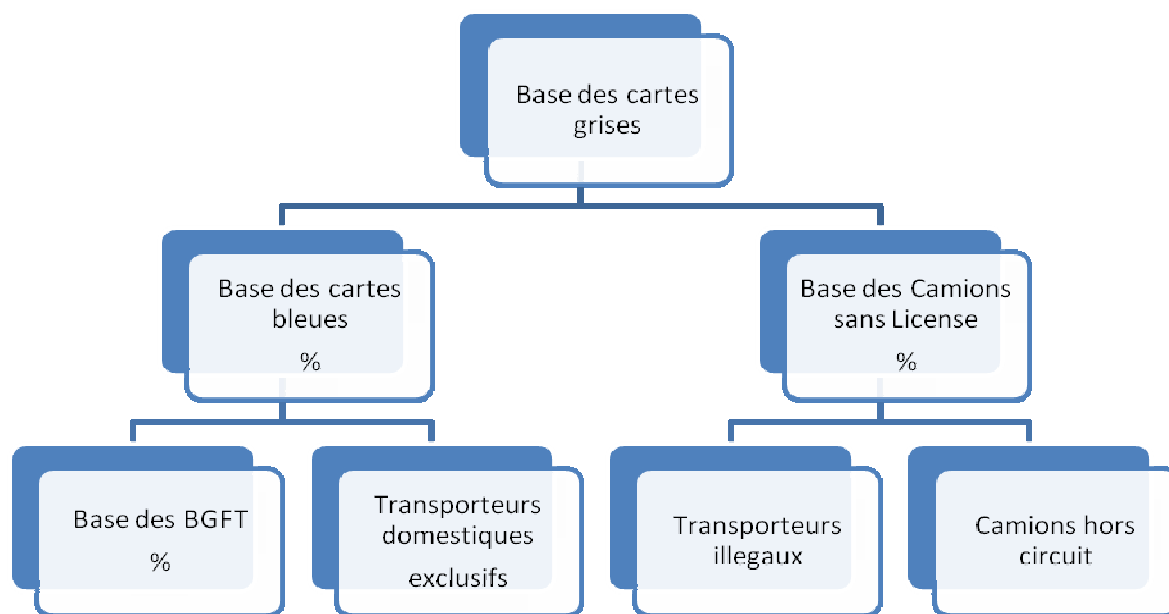 Base des cartes
grises
Base des cartes
bleues
%
Base des Camions
sans License
%
Base des BGFT
%
Transporteurs
domestiques
exclusifs
Transporteurs
illegaux
Camions hors
circuit